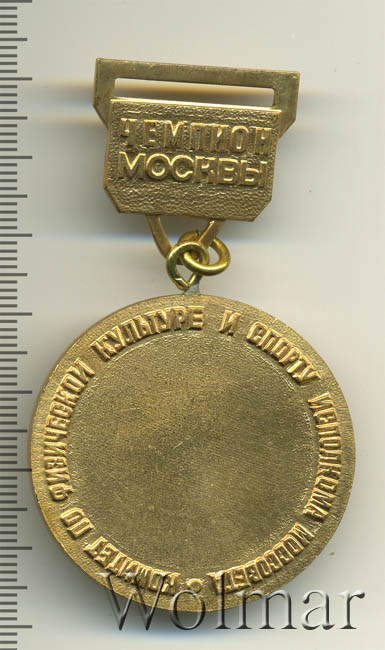 ЧЕМПИОН
МОСКВЫ
КОМИТЕТ ПО ФИЗИЧЕСКОЙ КУЛЬТУРЕ И СПОРТУ ИСПОЛКОМА МОССОВЕТА
Wolmar